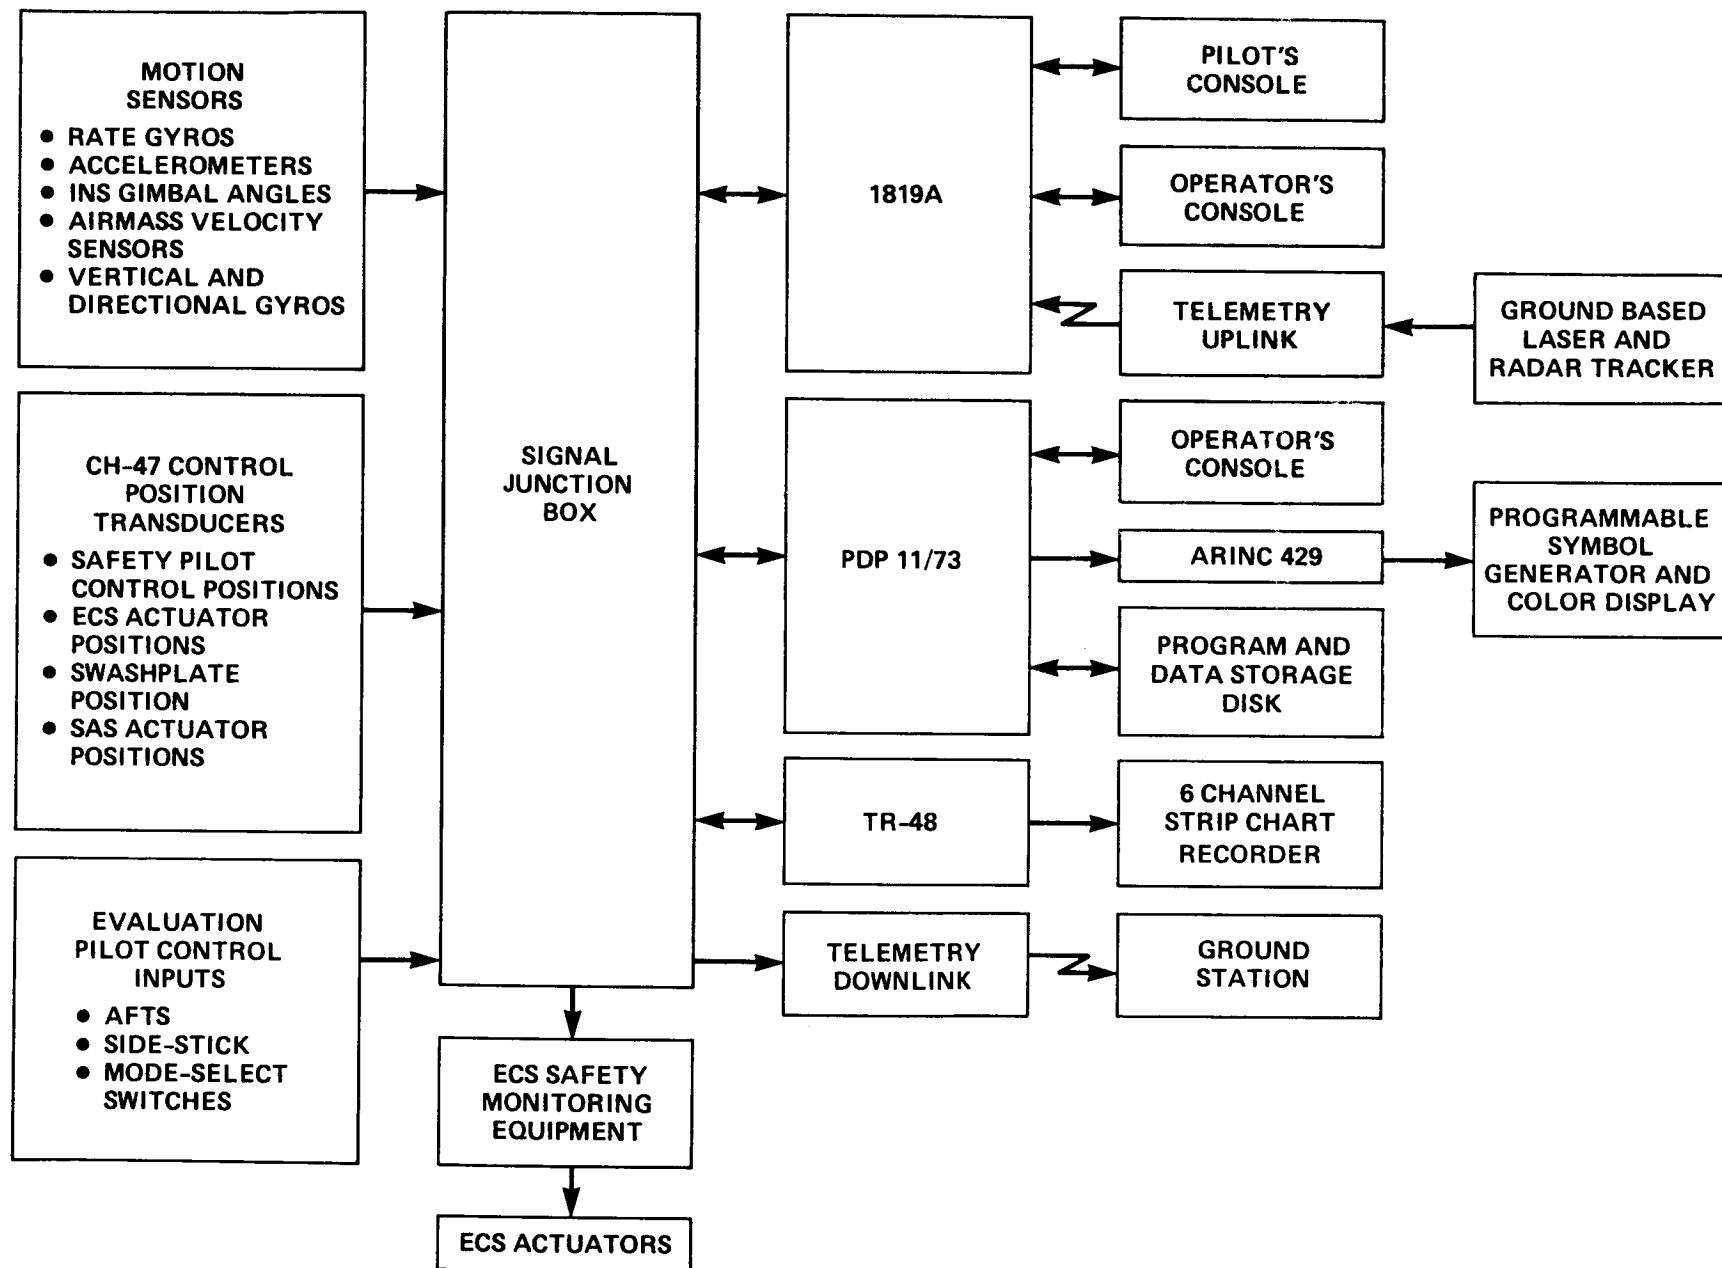 MOTION
SENSORS
● RATE GYROS
● ACCELEROMETERS
● INS GIMBAL ANGLES
● AIRMASS VELOCITY
SENSORS
● VERTICAL AND
DIRECTIONAL GYROS
CH-47 CONTROL
POSITION
TRANSDUCERS
● SAFETY PILOT
CONTROL POSITIONS
● ECS ACTUATOR
POSITIONS
● SWASHPLATE
POSITION
● SAS ACTUATOR
POSITIONS
EVALUATION
PILOT CONTROL
INPUTS
● AFTS
● SIDE-STICK
● MODE-SELECT
SWITCHES
SIGNAL
JUNCTION
BOX
ECS SAFETY
MONITORING
EQUIPMENT
ECS ACTUATORS
1819A
PDP 11/73
TR-48
TELEMETRY
DOWNLINK
PILOT'S
CONSOLE
OPERATOR'S
CONSOLE
TELEMETRY
UPLINK
OPERATOR'S
CONSOLE
ARINC 429
PROGRAM AND
DATA STORAGE
DISK
6 CHANNEL
STRIP CHART
RECORDER
GROUND
STATION
GROUND BASED
LASER AND
RADAR TRACKER
PROGRAMMABLE
SYMBOL
GENERATOR AND
COLOR DISPLAY